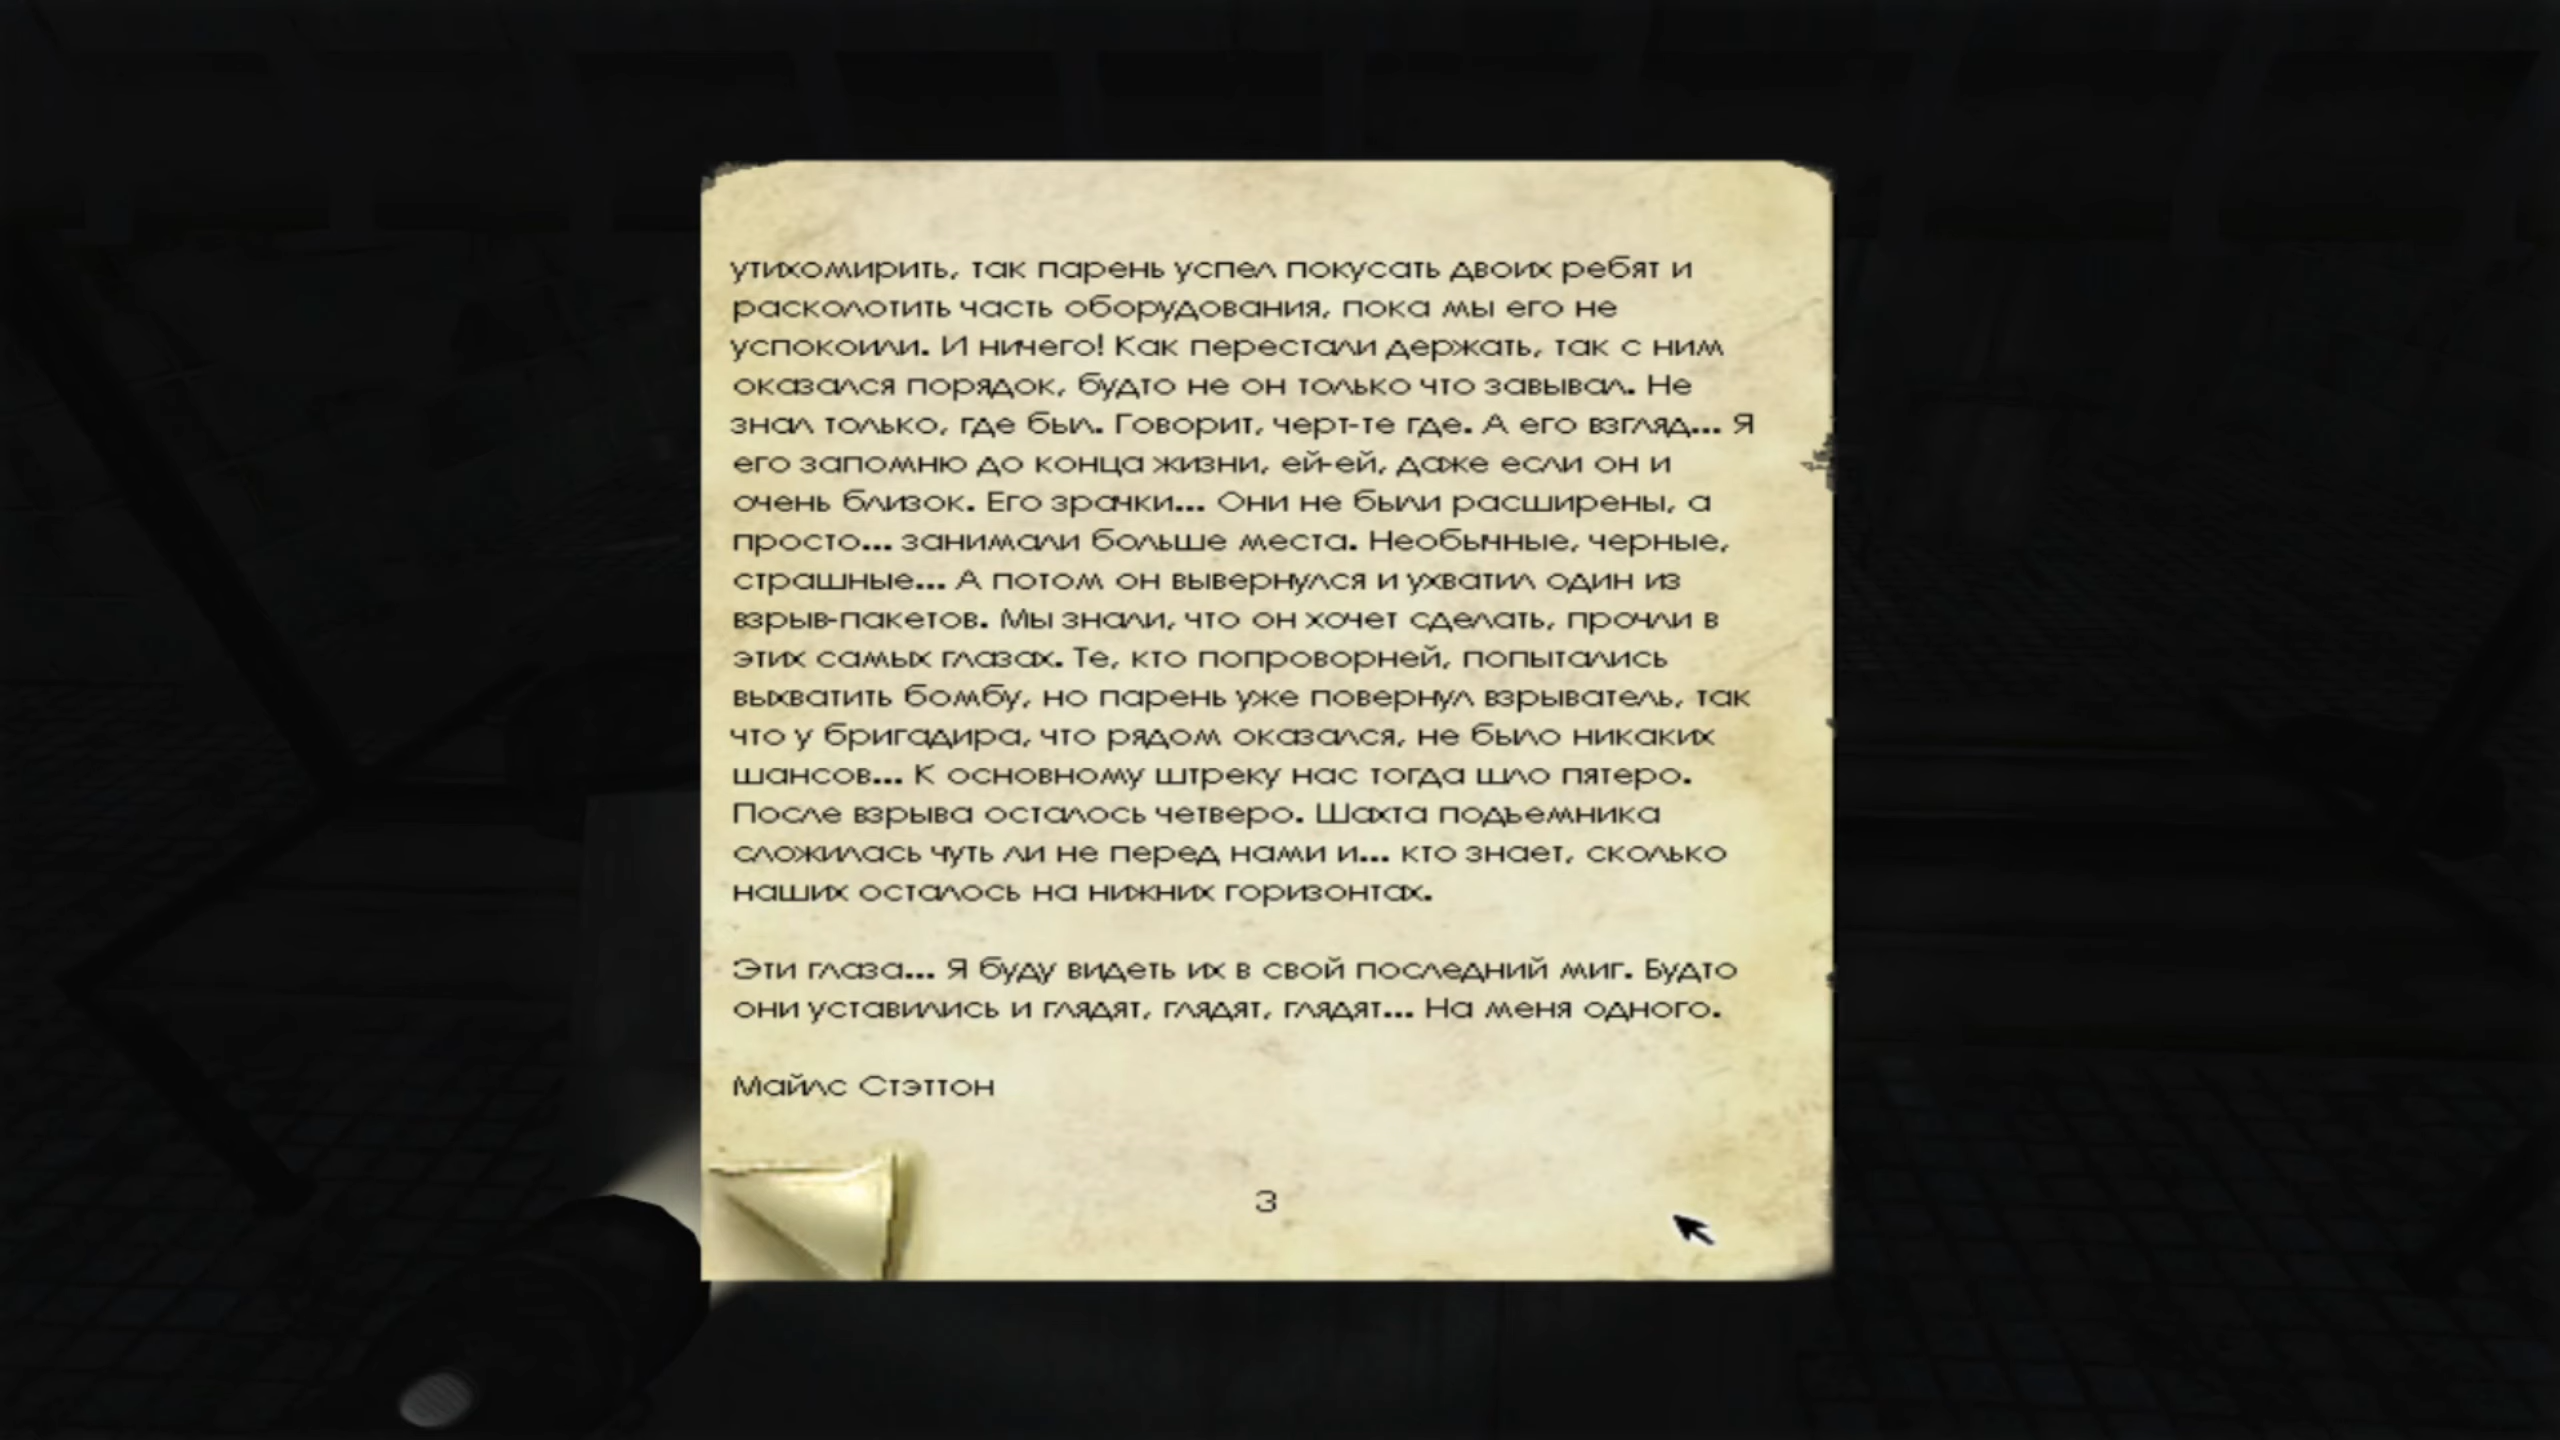 утихомирить, так парень успел покусать двоих ребят и
расколотить часть оборудования, пока мы его не
успокоили. И ничего! Как перестали держать, так с ним
оказался порядок, будто не он только что завывал. Не
знал только, где был. Говорит, черт-те где. А его взгляд... Я
его запомню до конца жизни, ей-ей, даже если он и
очень близок. Его зрачки... Они не были расширены, а
просто... занимали больше места. Необычные, черные,
страшные... А потом он вывернулся и ухватил один из
взрыв-пакетов. Мы знали, что он хочет сделать, прочли в
этих самых глазах. Те, кто попроворней, попытались
выхватить бомбу, но парень уже повернул взрыватель, так
что у бригадира, что рядом оказался, не было никаких
шансов... К основному штреку нас тогда шло пятеро.
После взрыва осталось четверо. Шахта подъемника
сложилась чуть ли не перед нами и... кто знает, сколько
наших осталось на нижних горизонтах.
Эти глаза... Я буду видеть их в свой последний миг. Будто
они уставились и глядят, глядят, глядят... На меня одного.
Майлс Стэттон
3